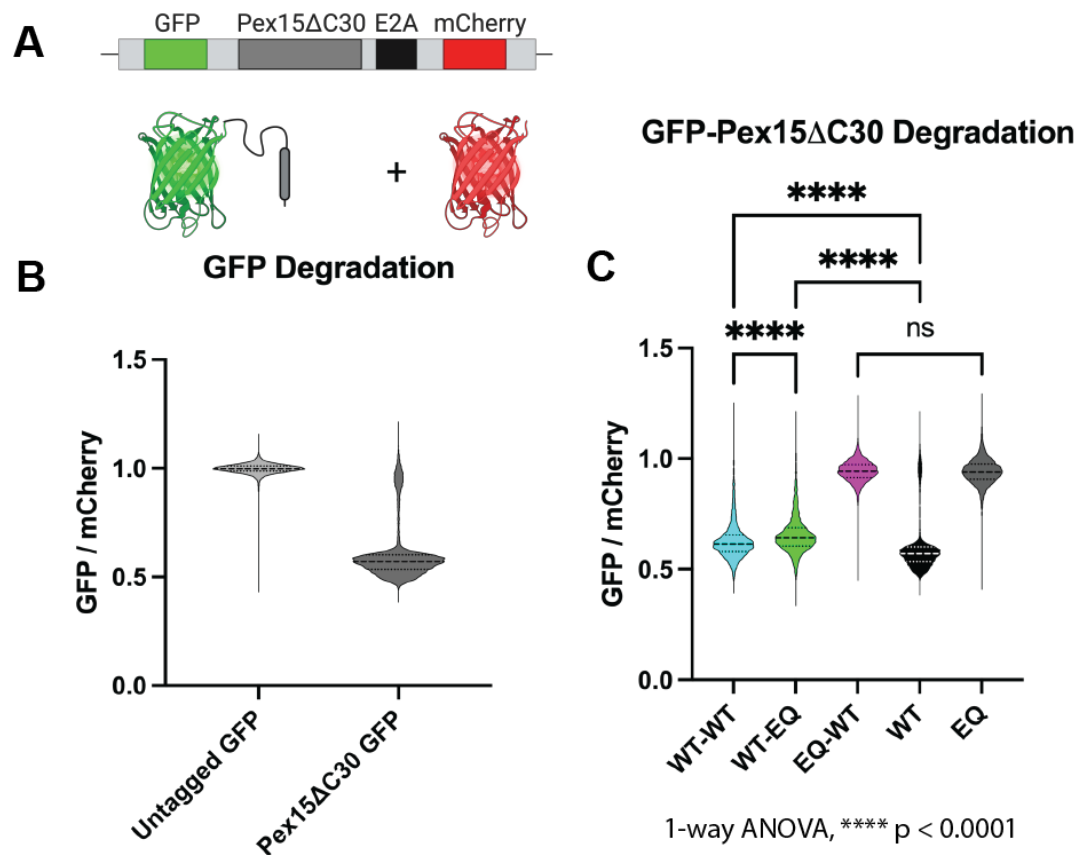 A
GFP Pex15ΔC30 E2A mCherry
+
B
GFP Degradation
GFP / mCherry
1.5
1.0
0.5
0.0
Untagged GFP
Pex15ΔC30 GFP
C
GFP-Pex15ΔC30 Degradation
****
****
****
ns
GFP / mCherry
1.5
1.0
0.5
0.0
WT-WT
WT-EQ
EQ-WT
WT
EQ
1-way ANOVA, **** p < 0.0001